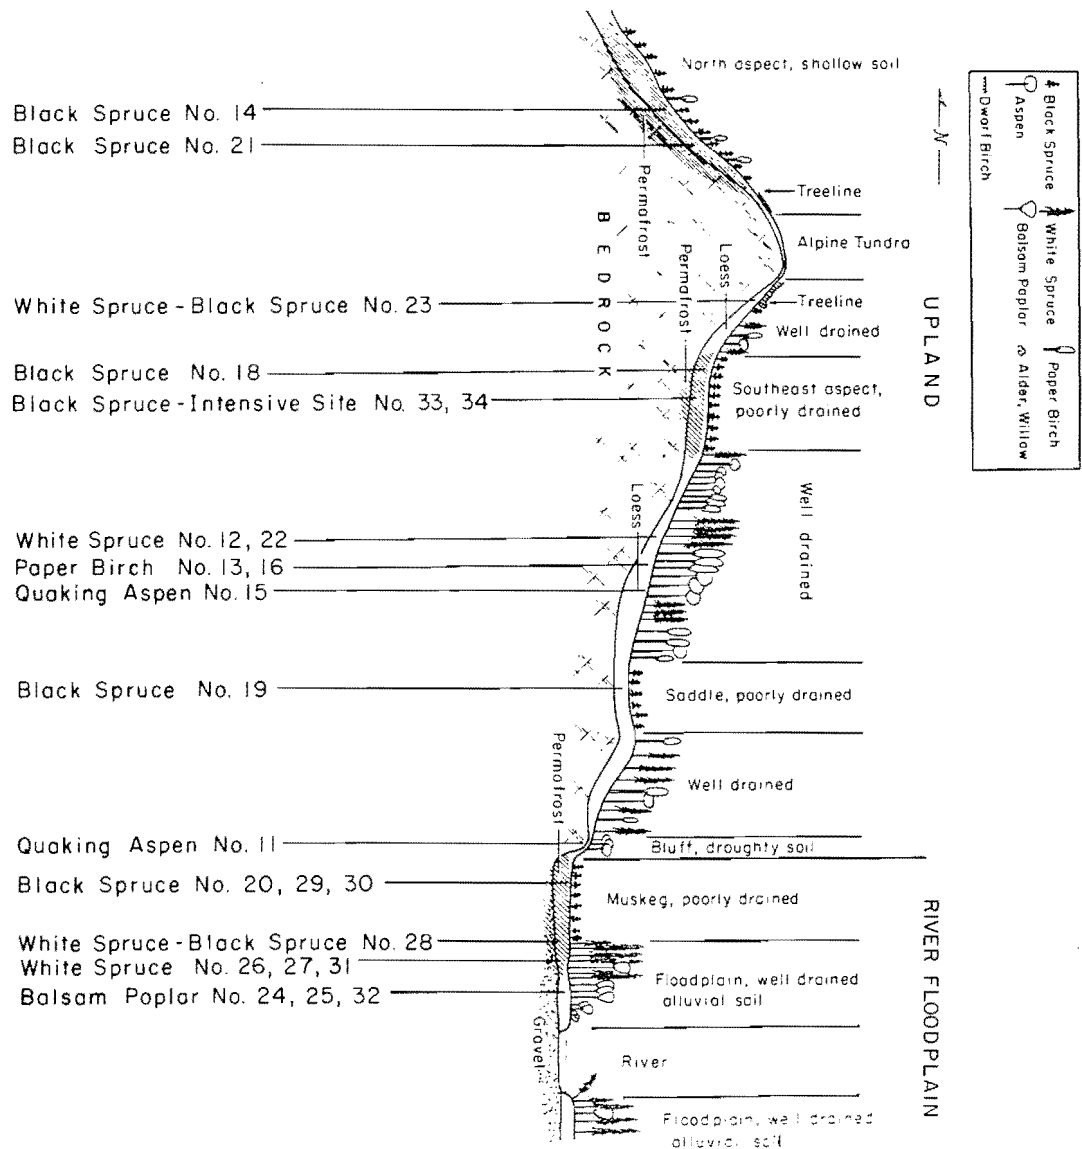 North aspect, shallow soil
Black Spruce No. 14
Black Spruce No. 21
Permafrost
Treeline
Alpine Tundra
BEDROCK
Permafrost
Loess
White Spruce-Black Spruce No. 23
Treeline
Well drained
Black Spruce No. 18
Black Spruce-Intensive Site No. 33, 34
Southeast aspect,
poorly drained
Well drained
Loess
White Spruce No. 12, 22
Paper Birch No. 13, 16
Quaking Aspen No. 15
Black Spruce No. 19
Saddle, poorly drained
Permafrost
Well drained
Quaking Aspen No. 11
Bluff, droughty soil
Black Spruce No. 20, 29, 30
Muskeg, poorly drained
White Spruce-Black Spruce No. 28
White Spruce No. 26, 27, 31
Balsam Poplar No. 24, 25, 32
Floodplain, well drained
alluvial soil
Gravel
River
Floodplain, well drained
alluvial soil
N
UPLAND
RIVER FLOODPLAIN
Black Spruce
White Spruce
Paper Birch
Aspen
Balsam Poplar
Alder, Willow
Dwarf Birch